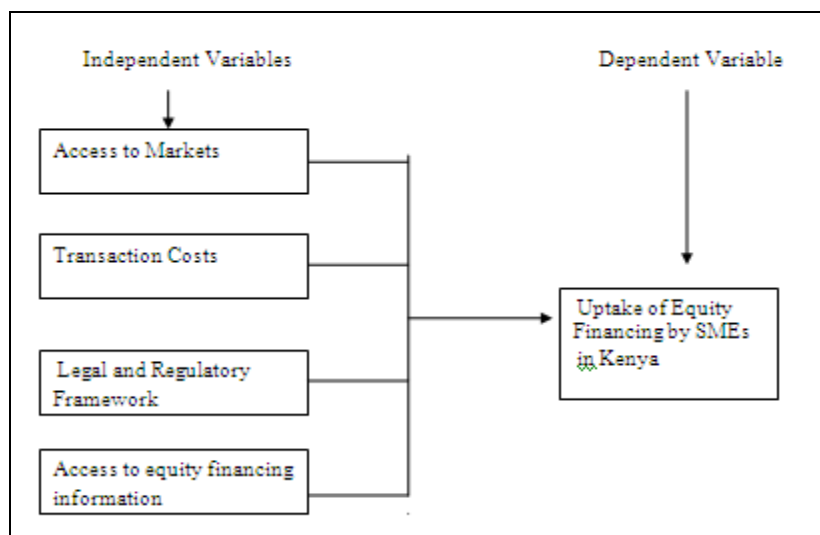 Independent Variables
Dependent Variable
Access to Markets
Transaction Costs
Uptake of Equity
Financing by SMEs
in Kenya
Legal and Regulatory
Framework
Access to equity financing
information